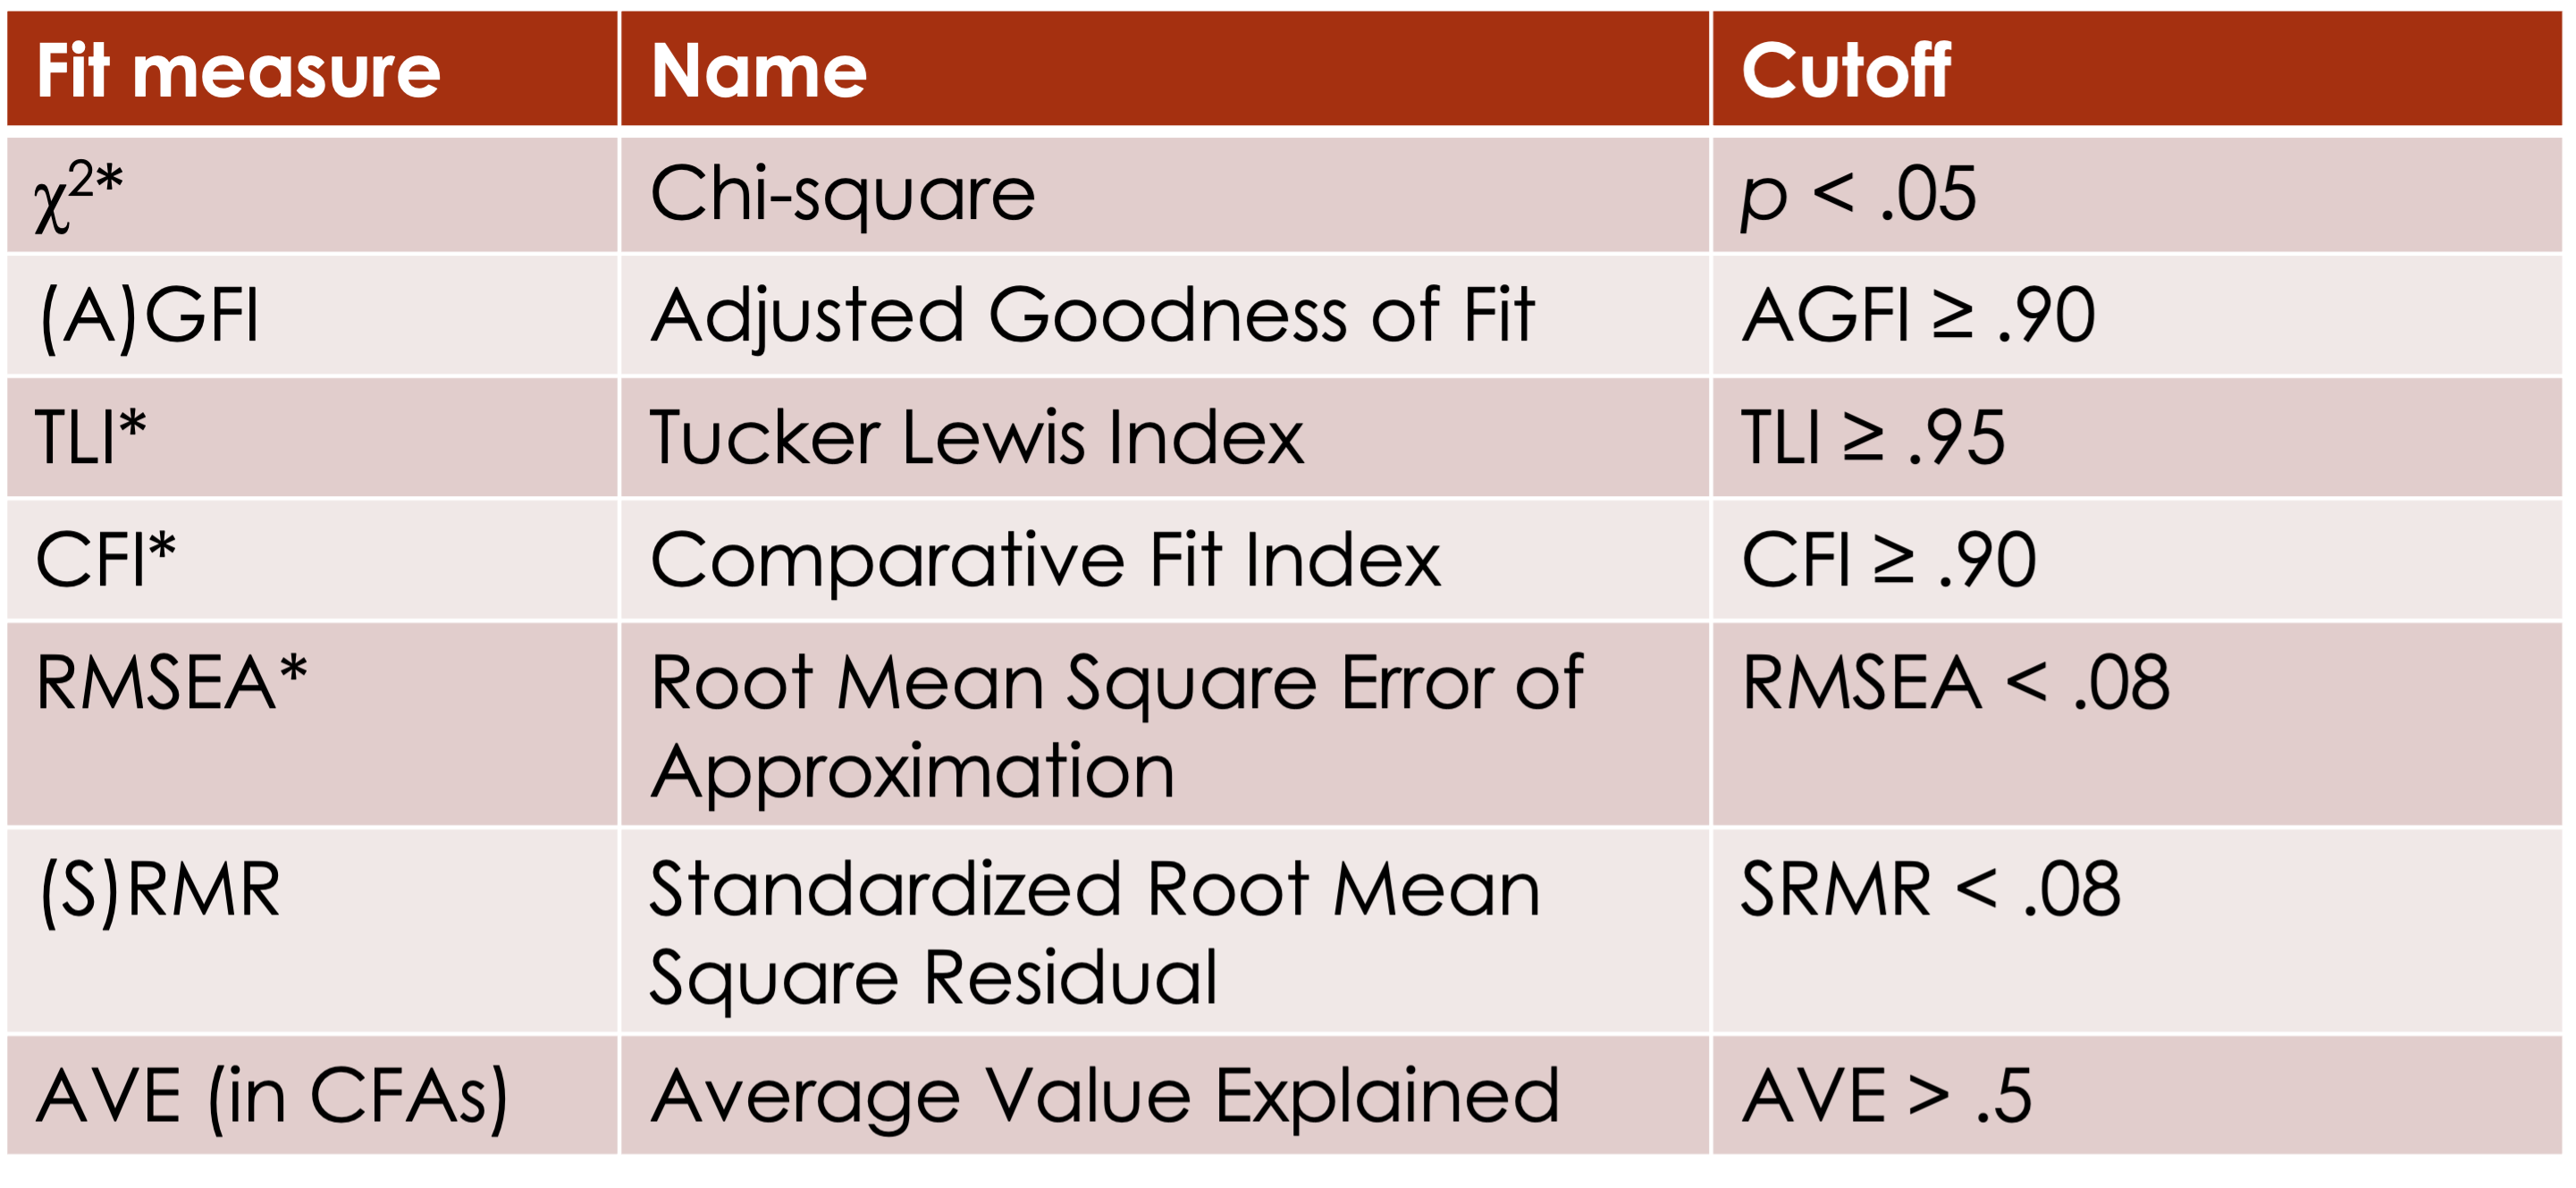 Fit measure Name Cutoff
χ²* Chi-square p < .05
(A)GFI Adjusted Goodness of Fit AGFI ≥ .90
TLI* Tucker Lewis Index TLI ≥ .95
CFI* Comparative Fit Index CFI ≥ .90
RMSEA* Root Mean Square Error of RMSEA < .08
Approximation
(S)RMR Standardized Root Mean SRMR < .08
Square Residual
AVE (in CFAs) Average Value Explained AVE > .5